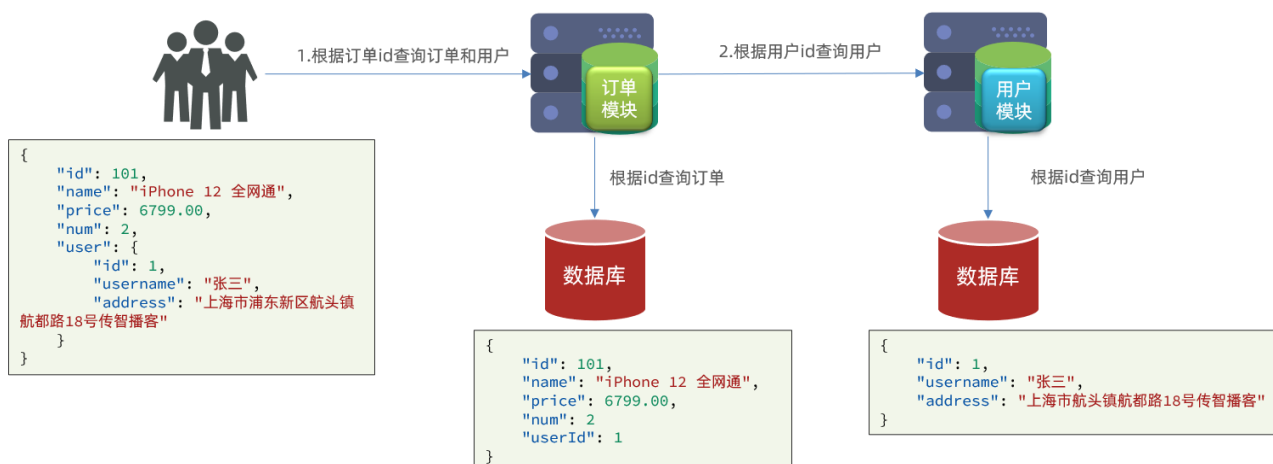 1.根据订单id查询订单和用户
2.根据用户id查询用户
订单
模块
用户
模块
根据id查询订单
根据id查询用户
数据库
数据库
{
"id": 101,
"name": "iPhone 12 全网通",
"price": 6799.00,
"num": 2,
"user": {
"id": 1,
"username": "张三",
"address": "上海市浦东新区航头镇
航都路18号传智播客"
}
}
{
"id": 101,
"name": "iPhone 12 全网通",
"price": 6799.00,
"num": 2
"userId": 1
}
{
"id": 1,
"username": "张三",
"address": "上海市航头镇航都路18号传智播客"
}